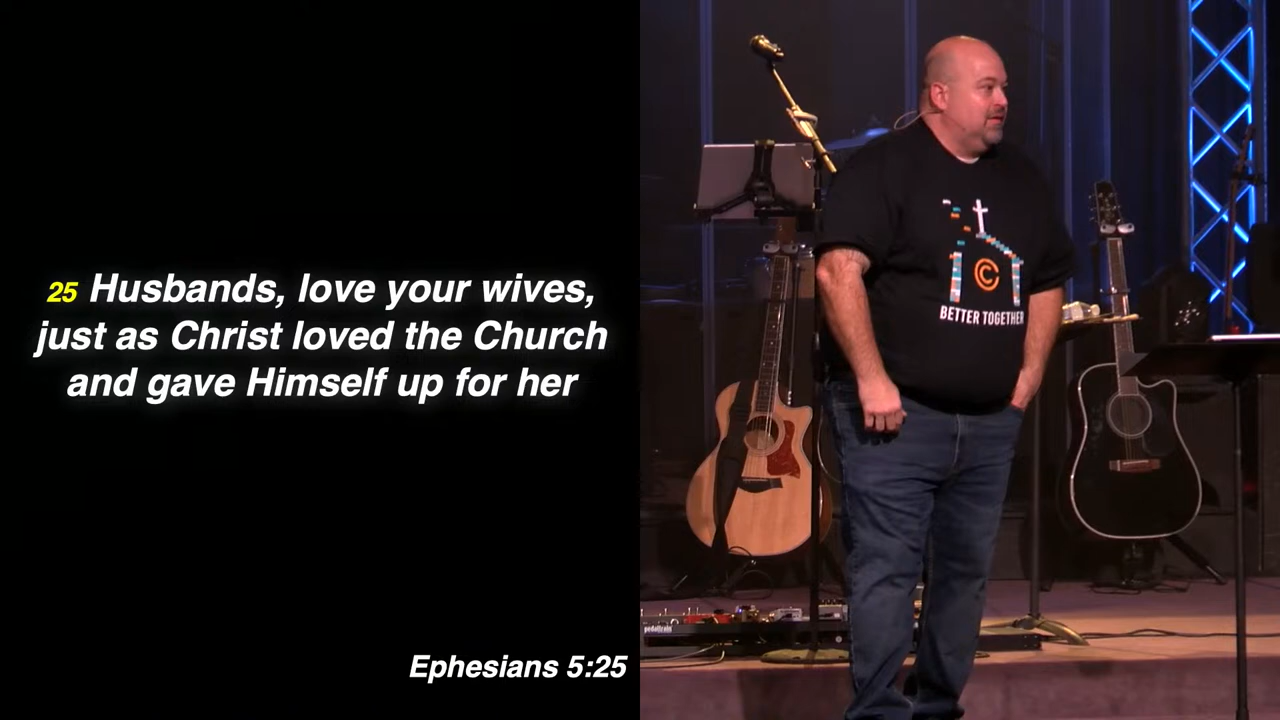 25 Husbands, love your wives,
just as Christ loved the Church
and gave Himself up for her
Ephesians 5:25
C
BETTER TOGETHER
pedaltrain